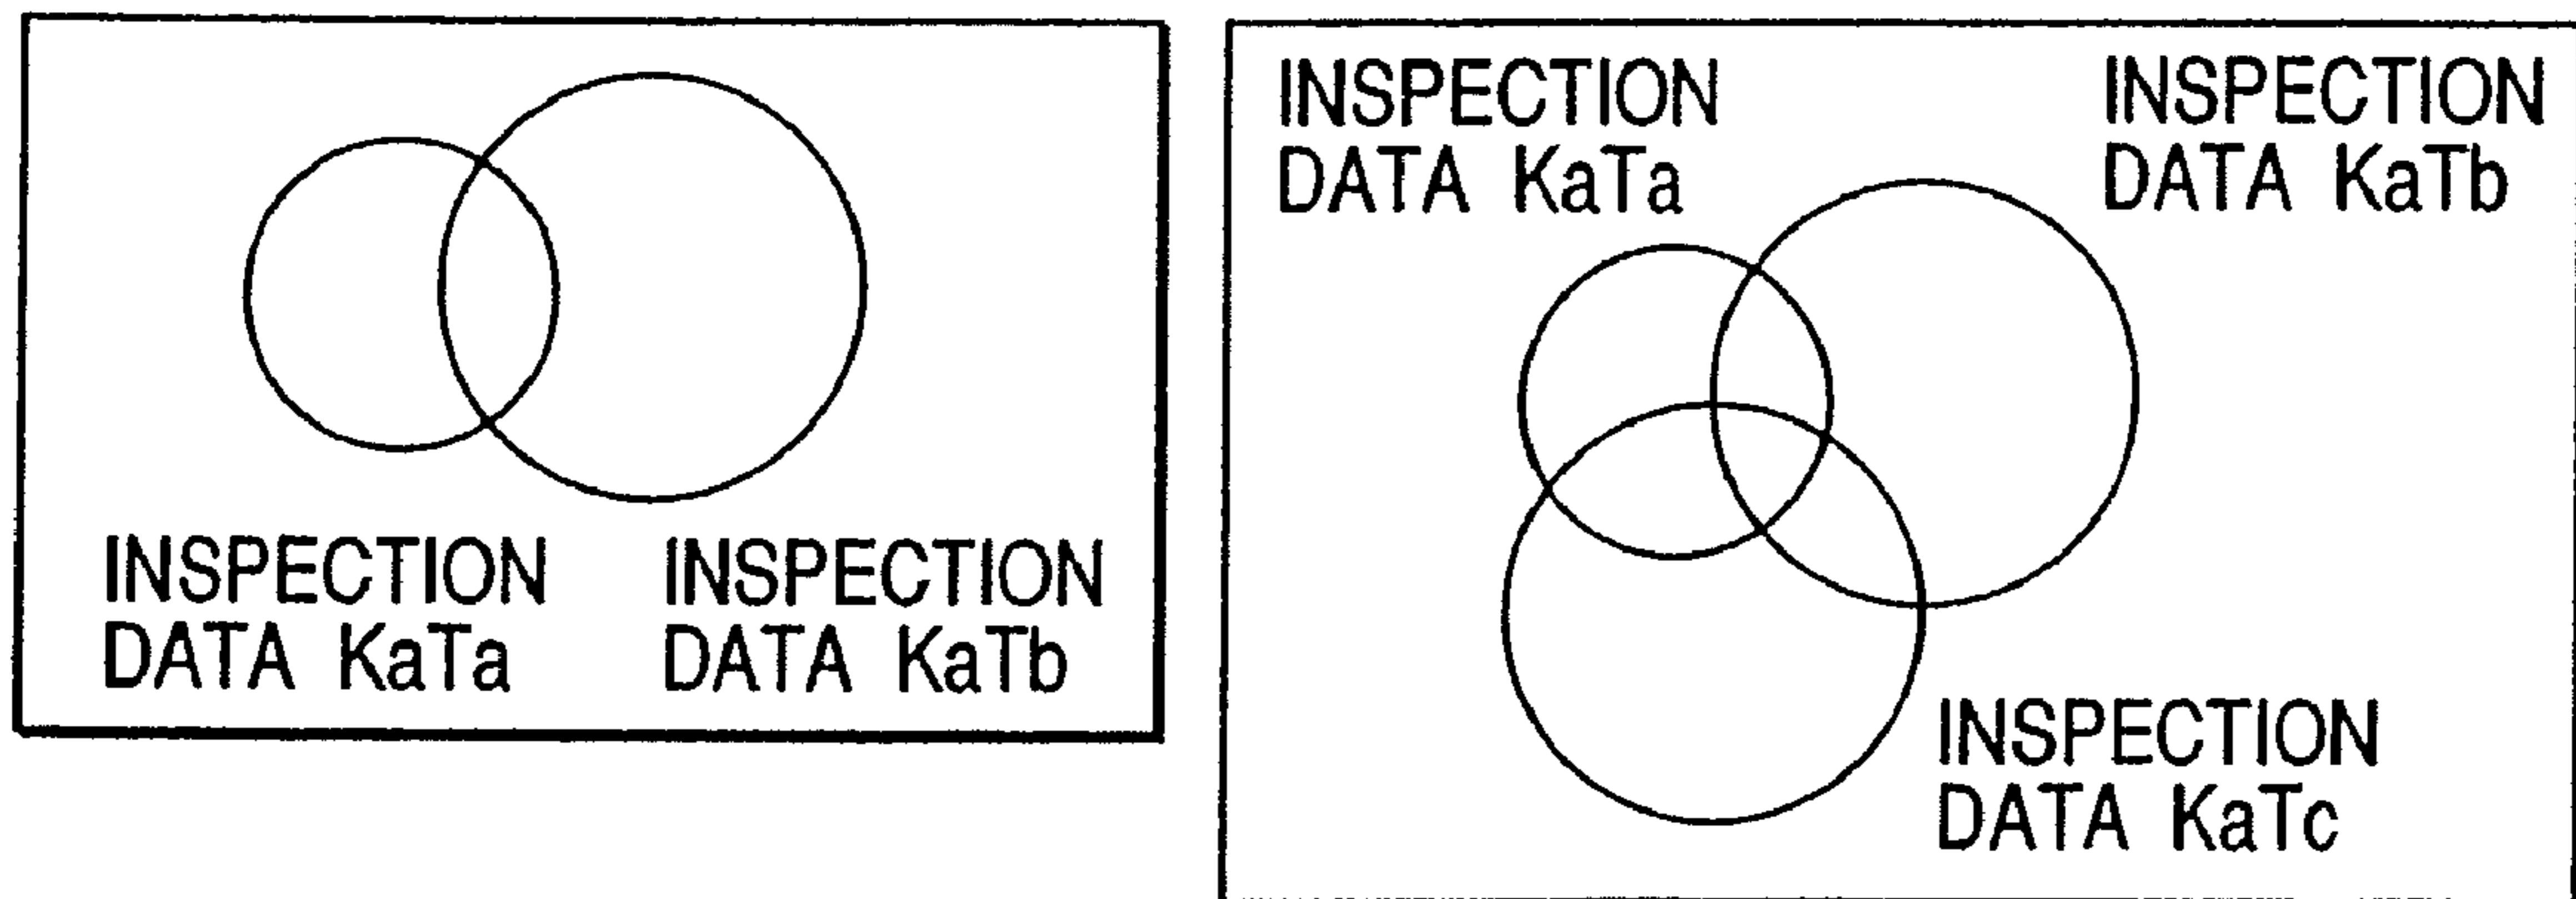 INSPECTION
DATA KaTa
INSPECTION
DATA KaTb
INSPECTION
DATA KaTa
INSPECTION
DATA KaTb
INSPECTION
DATA KaTc